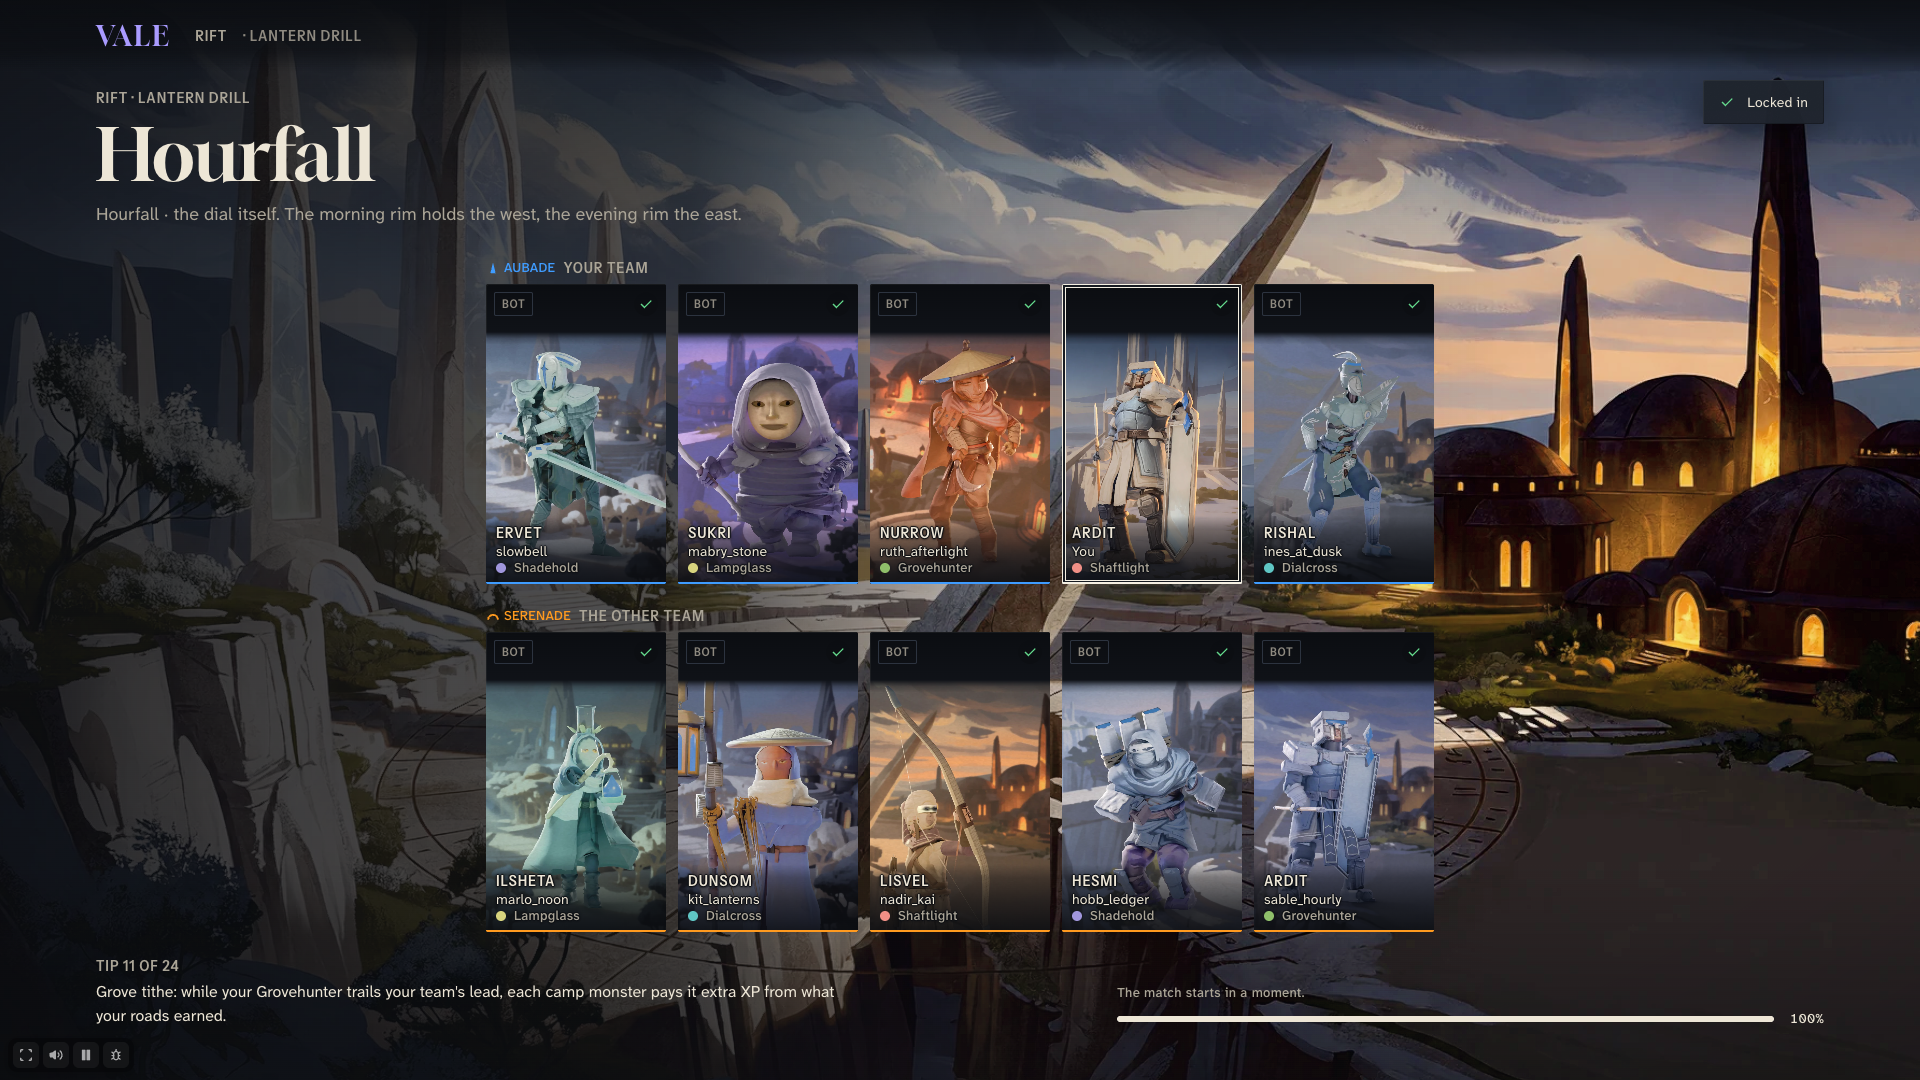 VALE RIFT · LANTERN DRILL
RIFT · LANTERN DRILL
Locked in
Hourfall
Hourfall · the dial itself. The morning rim holds the west, the evening rim the east.
AUBADE YOUR TEAM
BOT
ERVET
slowbell
Shadehold
BOT
SUKRI
mabry_stone
Lampglass
BOT
NURROW
ruth_afterlight
Grovehunter
ARDIT
You
Shaftlight
BOT
RISHAL
ines_at_dusk
Dialcross
SERENADE THE OTHER TEAM
BOT
ILSHETA
marlo_noon
Lampglass
BOT
DUNSOM
kit_lanterns
Dialcross
BOT
LISVEL
nadir_kai
Shaftlight
BOT
HESMI
hobb_ledger
Shadehold
BOT
ARDIT
sable_hourly
Grovehunter
TIP 11 OF 24
Grove tithe: while your Grovehunter trails your team's lead, each camp monster pays it extra XP from what
your roads earned.
The match starts in a moment.
100%